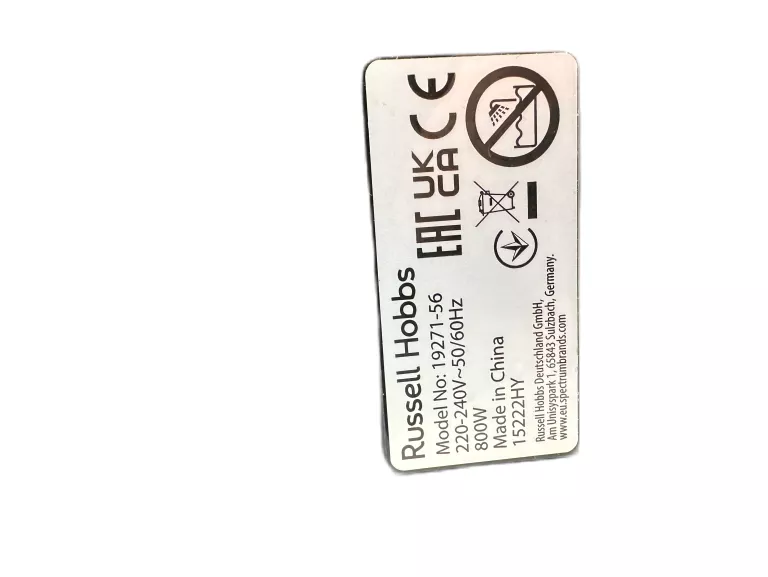 Russell Hobbs
Model No: 19271-56
220-240V~50/60Hz
800W
Made in China
15222HY
Russell Hobbs Deutschland GmbH,
Am Unisyspark 1, 65843 Sulzbach, Germany.
www.eu.spectrumbrands.com
EAC UK CA CE